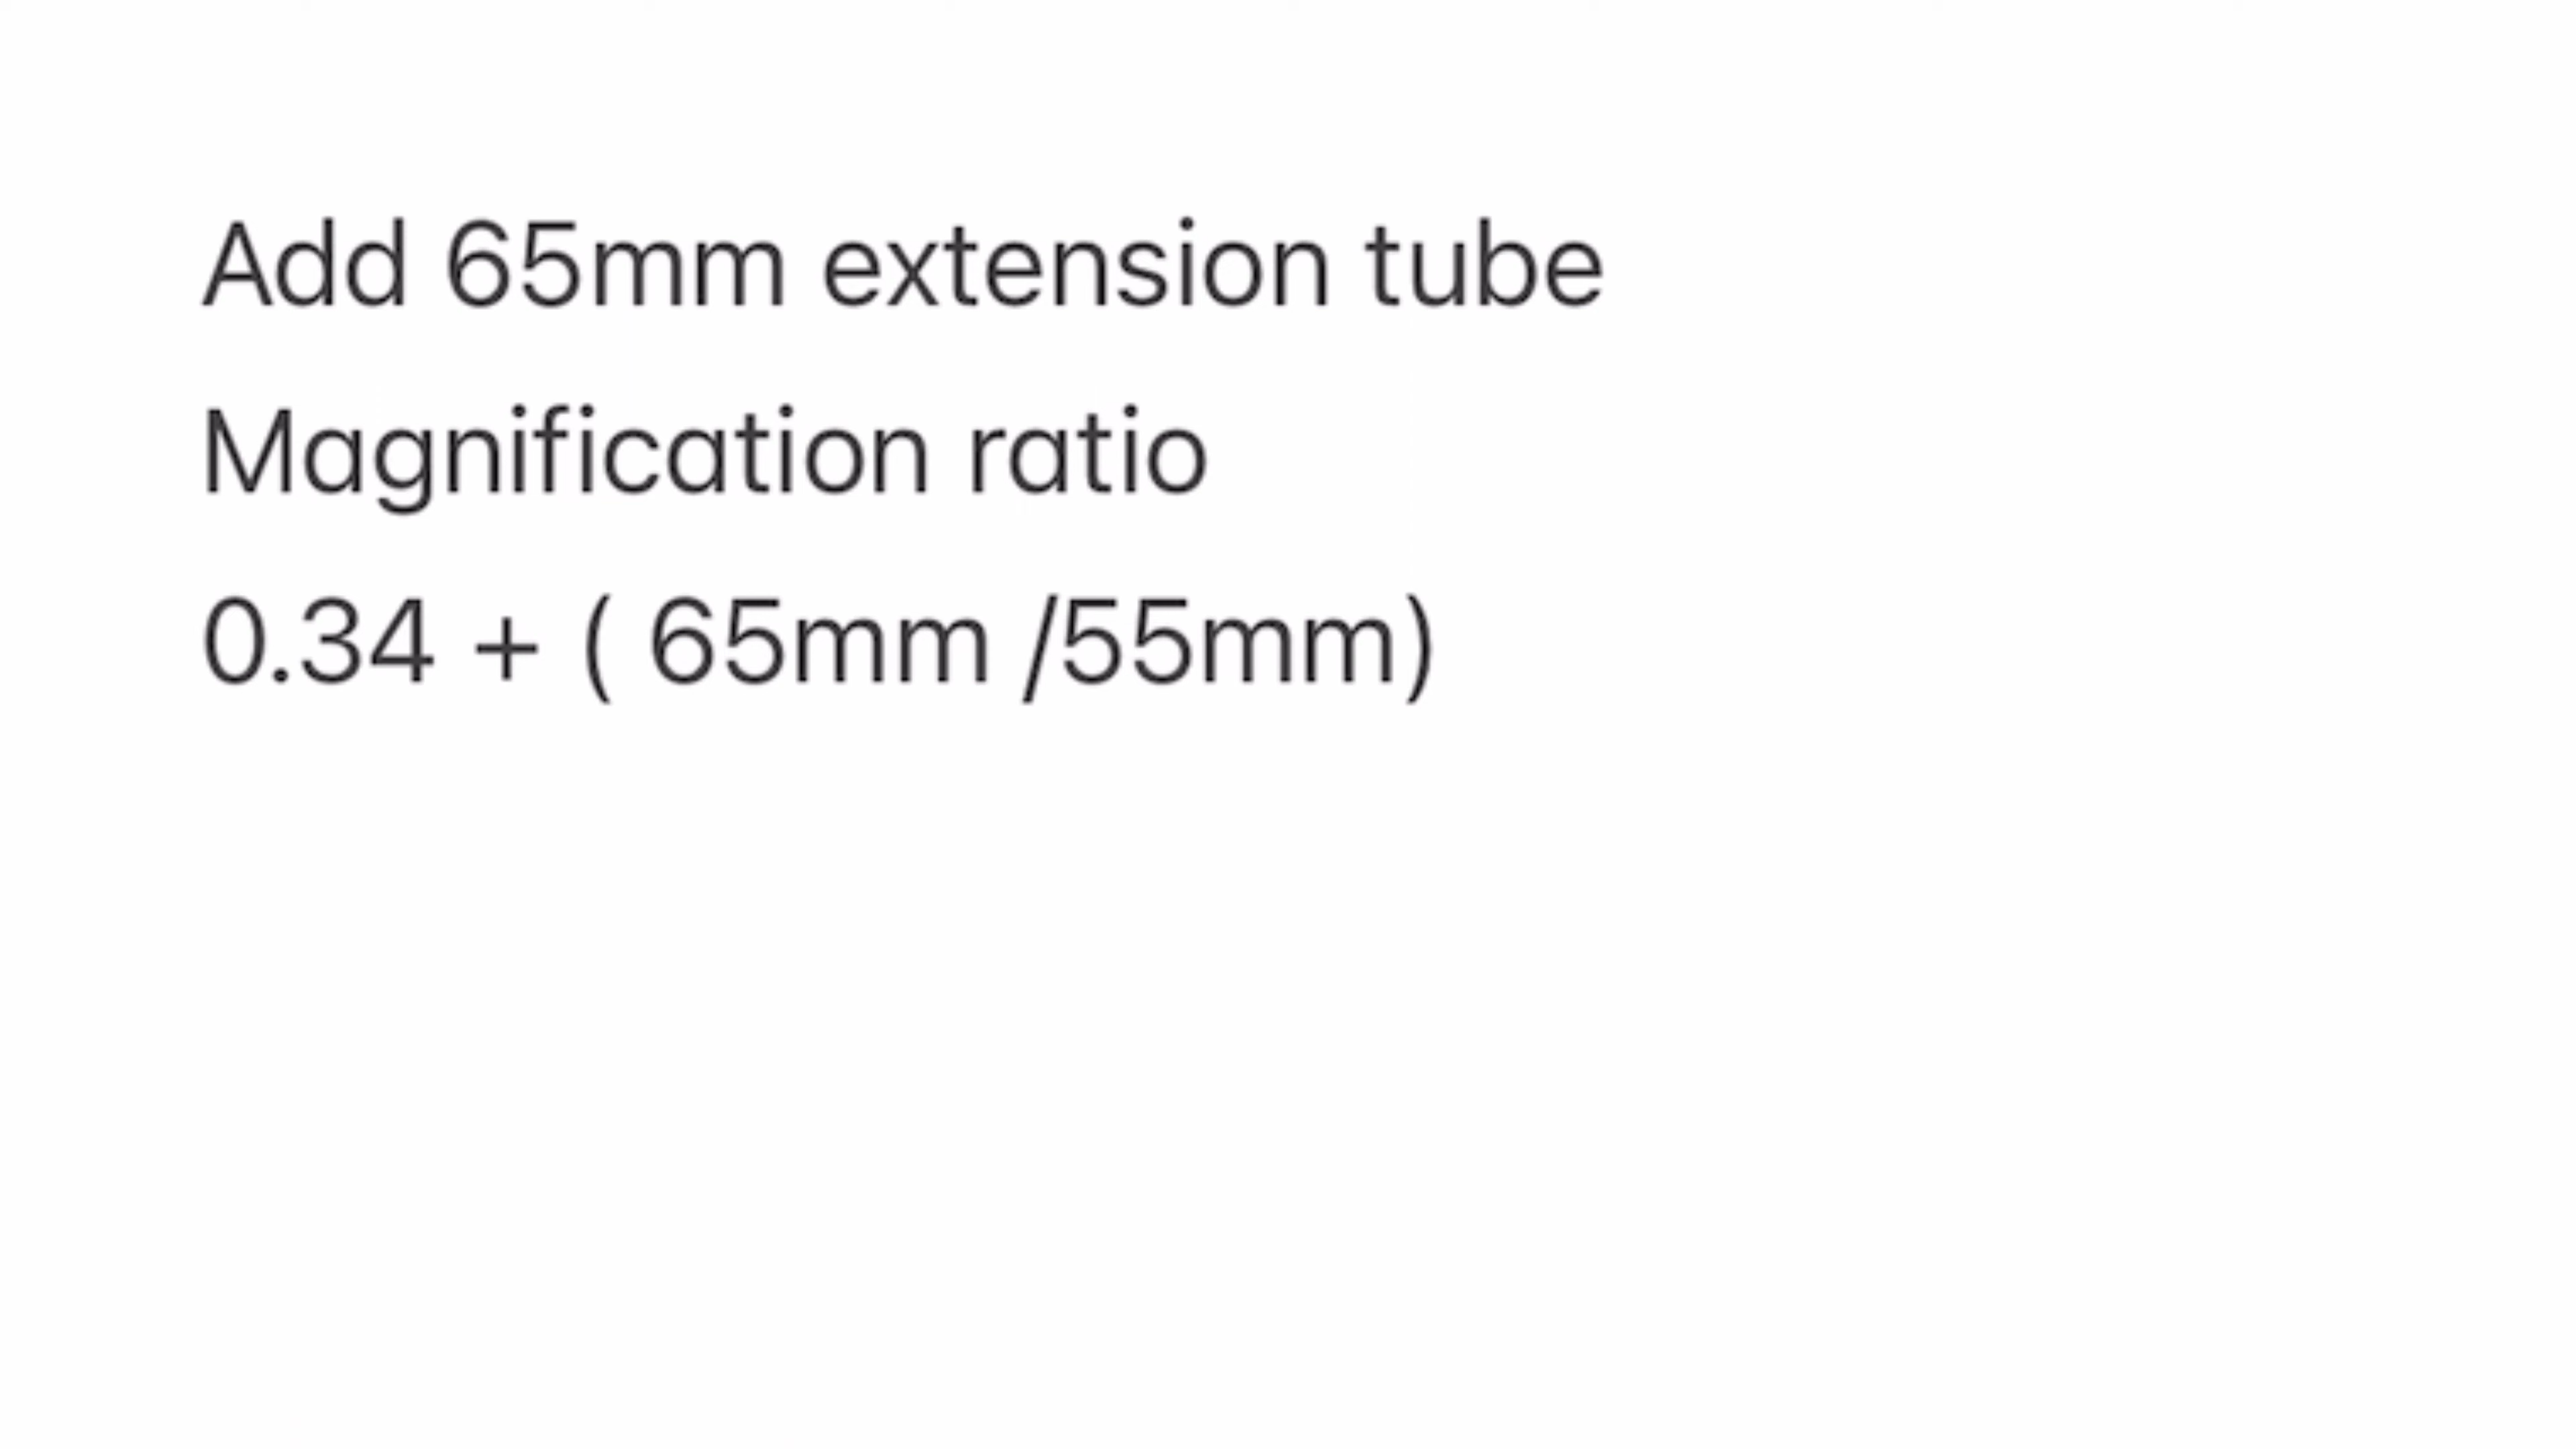 Add 65mm extension tube
Magnification ratio
0.34 + ( 65mm /55mm)